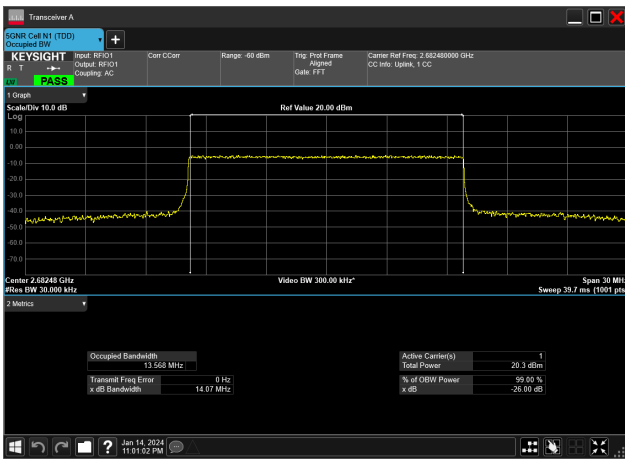 Transceiver A
5GNR Cell N1 (TDD)
Occupied BW
KEYSIGHT
R T
LNI
PASS
Input: RFIO1
Output: RFIO1
Coupling: AC
Corr CCorr
Range: -60 dBm
Trig: Prot Frame
Aligned
Gate: FFT
Carrier Ref Freq: 2.682480000 GHz
CC Info: Uplink, 1 CC
1 Graph
Scale/Div 10.0 dB
Ref Value 20.00 dBm
Log
10.0
0.00
-10.0
-20.0
-30.0
-40.0
-50.0
-60.0
-70.0
Center 2.68248 GHz
#Res BW 30.000 kHz
Video BW 300.00 kHz*
Span 30 MHz
Sweep 39.7 ms (1001 pts
2 Metrics
Occupied Bandwidth
13.568 MHz
Transmit Freq Error 0 Hz
x dB Bandwidth 14.07 MHz
Active Carrier(s) 1
Total Power 20.3 dBm
% of OBW Power 99.00 %
x dB -26.00 dB
Jan 14, 2024
11:01:02 PM